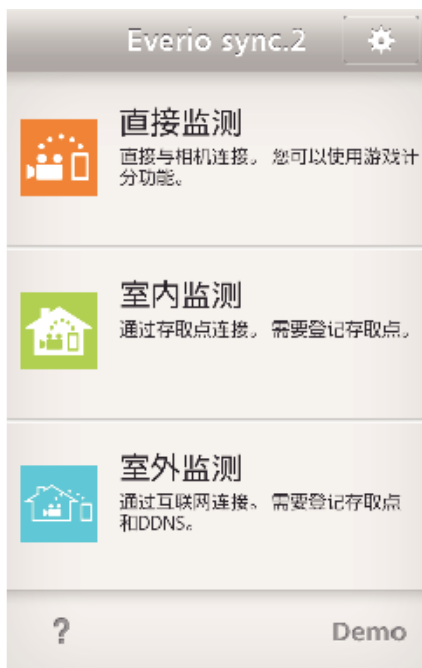 Everio sync.2
直接监测
直接与相机连接。 您可以使用游戏计
分功能。
室内监测
通过存取点连接。 需要登记存取点。
室外监测
通过互联网连接。 需要登记存取点
和DDNS。
?
Demo